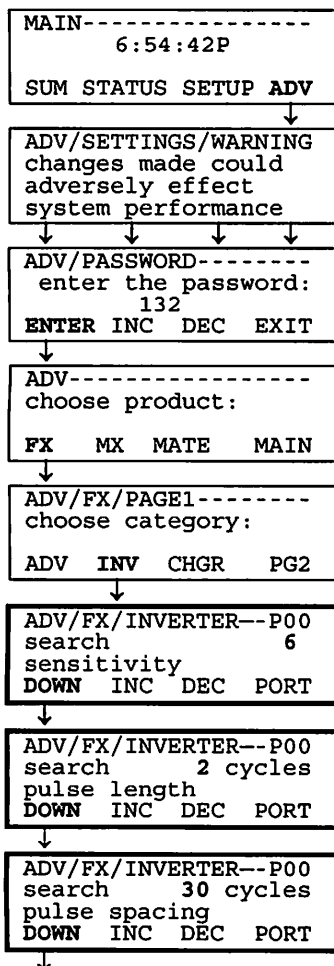 MAIN-----------------
6:54:42P
SUM STATUS SETUP ADV
ADV/SETTINGS/WARNING
changes made could
adversely effect
system performance
ADV/PASSWORD--------
enter the password:
132
ENTER INC DEC EXIT
ADV-----------------
choose product:
FX MX MATE MAIN
ADV/FX/PAGE1--------
choose category:
ADV INV CHGR PG2
ADV/FX/INVERTER--P00
search 6
sensitivity
DOWN INC DEC PORT
ADV/FX/INVERTER--P00
search 2 cycles
pulse length
DOWN INC DEC PORT
ADV/FX/INVERTER--P00
search 30 cycles
pulse spacing
DOWN INC DEC PORT